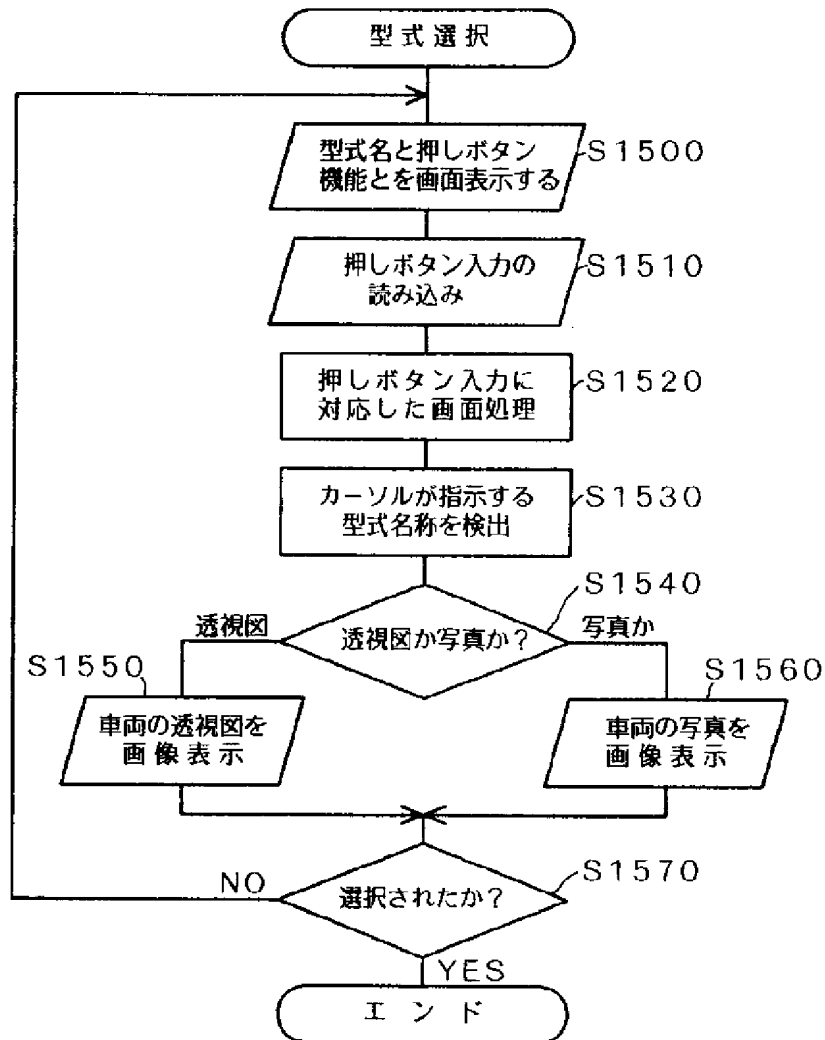 型式選択
型式名と押しボタン
機能とを画面表示する
S1500
押しボタン入力の
読み込み
S1510
押しボタン入力に
対応した画面処理
S1520
カーソルが指示する
型式名称を検出
S1530
S1540
透視図か写真か?
透視図
写真か
S1550
車両の透視図を
画像表示
S1560
車両の写真を
画像表示
選択されたか?
S1570
NO
YES
エンド